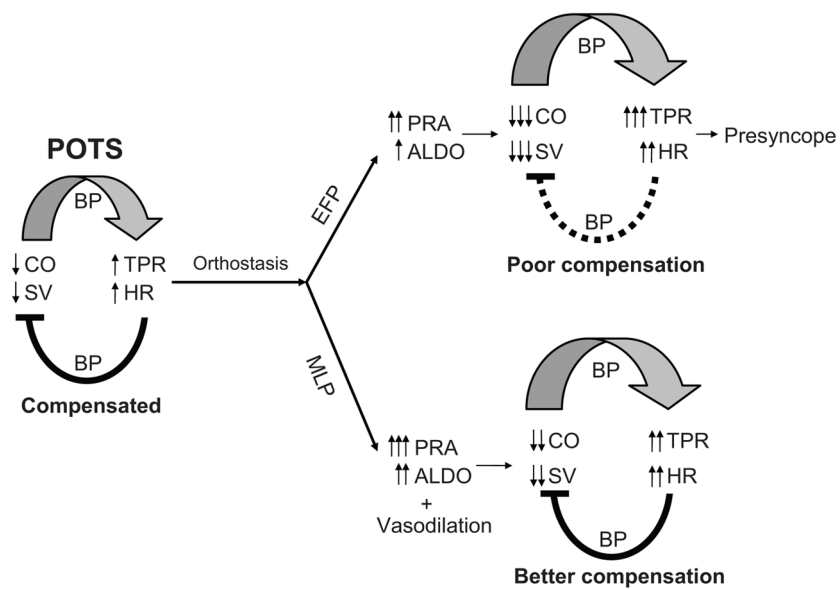 POTS
BP
↓CO
↑TPR
↓SV
↑HR
BP
Compensated
Orthostasis
EFP
↑↑PRA
↑ALDO
BP
↓↓↓CO
↑↑↑TPR
↓↓↓SV
↑↑HR
Presyncope
BP
Poor compensation
MLP
↑↑↑PRA
↑↑ALDO
+
Vasodilation
BP
↓↓CO
↑↑TPR
↓↓SV
↑↑HR
BP
Better compensation